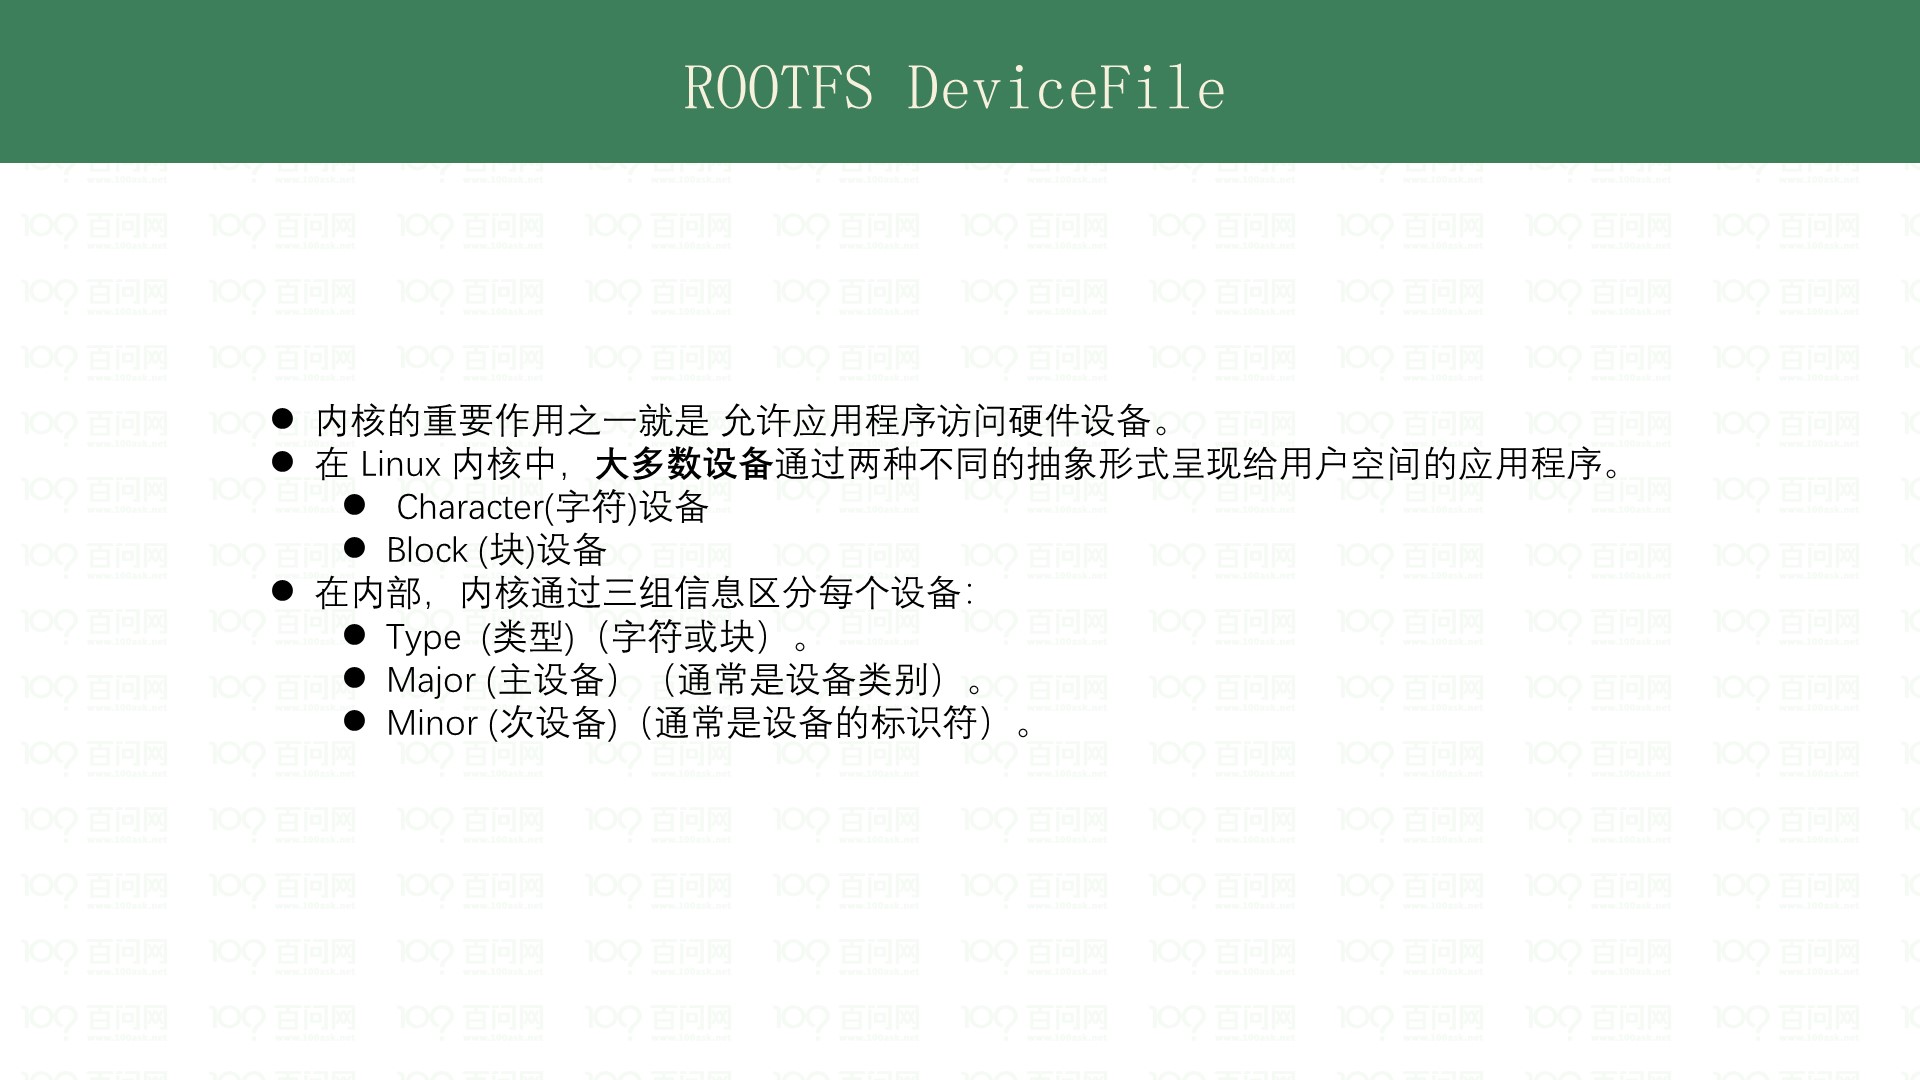 ROOTFS DeviceFile
内核的重要作用之一就是 允许应用程序访问硬件设备。
在 Linux 内核中，大多数设备通过两种不同的抽象形式呈现给用户空间的应用程序。
Character(字符)设备
Block (块)设备
在内部，内核通过三组信息区分每个设备：
Type (类型)（字符或块）。
Major (主设备）（通常是设备类别）。
Minor (次设备)（通常是设备的标识符）。
百问网
www.100ask.net